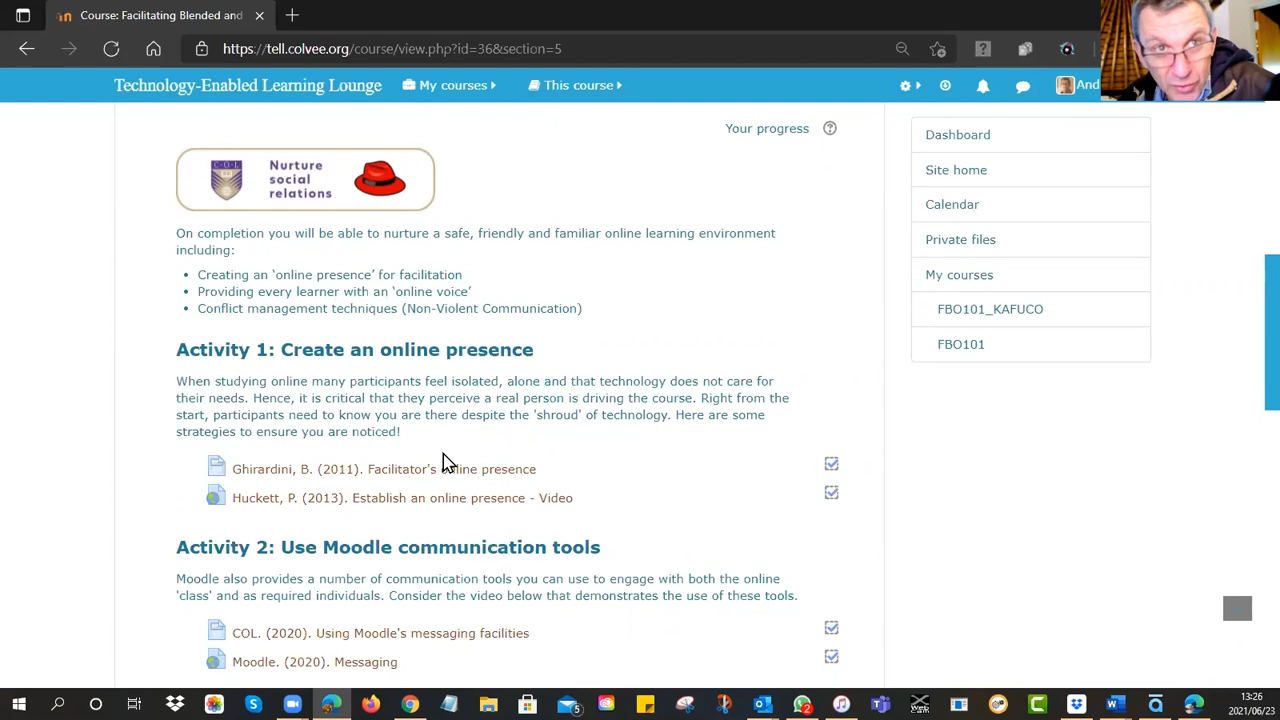 Course: Facilitating Blended and
https://tell.colvee.org/course/view.php?id=36&section=5
Technology-Enabled Learning Lounge
My courses
This course
And
Your progress
C·O·L
Nurture
social
relations
On completion you will be able to nurture a safe, friendly and familiar online learning environment
including:
• Creating an ‘online presence’ for facilitation
• Providing every learner with an ‘online voice’
• Conflict management techniques (Non-Violent Communication)
Activity 1: Create an online presence
When studying online many participants feel isolated, alone and that technology does not care for
their needs. Hence, it is critical that they perceive a real person is driving the course. Right from the
start, participants need to know you are there despite the 'shroud' of technology. Here are some
strategies to ensure you are noticed!
Ghirardini, B. (2011). Facilitator's online presence
Huckett, P. (2013). Establish an online presence - Video
Activity 2: Use Moodle communication tools
Moodle also provides a number of communication tools you can use to engage with both the online
'class' and as required individuals. Consider the video below that demonstrates the use of these tools.
COL. (2020). Using Moodle's messaging facilities
Moodle. (2020). Messaging
Dashboard
Site home
Calendar
Private files
My courses
FBO101_KAFUCO
FBO101
5
2
13:26
2021/06/23